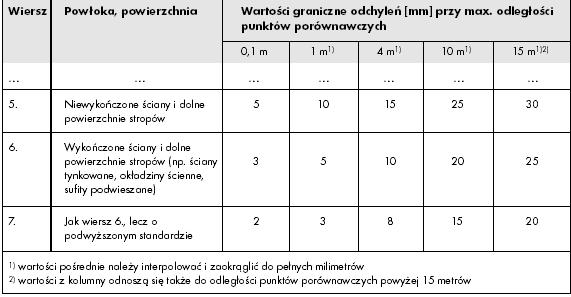 Wiersz Powłoka, powierzchnia Wartości graniczne odchyleń [mm] przy max. odległości
punktów porównawczych
0,1 m 1 m¹⁾ 4 m¹⁾ 10 m¹⁾ 15 m¹⁾²⁾
... ... ... ... ... ... ...
5. Niewykończone ściany i dolne 5 10 15 25 30
powierzchnie stropów
6. Wykończone ściany i dolne
powierzchnie stropów (np. ściany 3 5 10 20 25
tynkowane, okładziny ścienne,
sufity podwieszane)
7. Jak wiersz 6., lecz o 2 3 8 15 20
podwyższonym standardzie
¹⁾ wartości pośrednie należy interpolować i zaokrąglić do pełnych milimetrów
²⁾ wartości z kolumny odnoszą się także do odległości punktów porównawczych powyżej 15 metrów